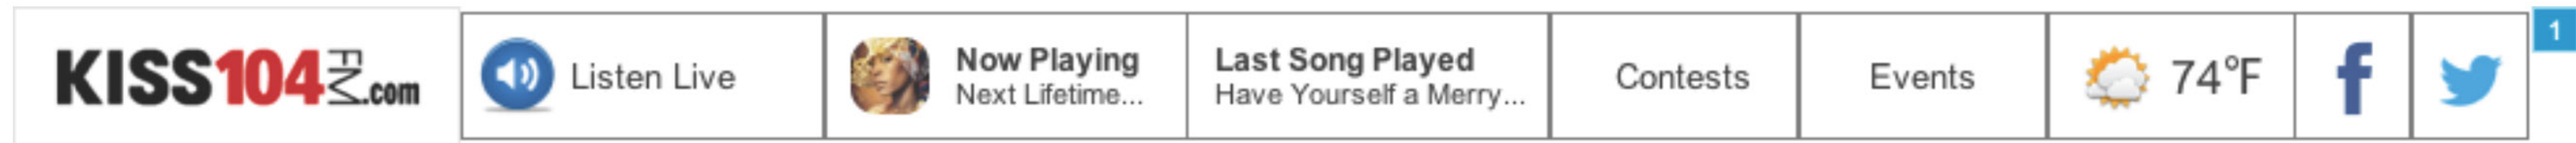 KISS104FM.com
Listen Live
Now Playing
Next Lifetime...
Last Song Played
Have Yourself a Merry...
Contests
Events
74°F
f
1